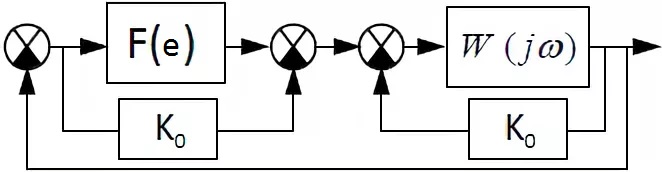 F(e)
W (jω)
K₀
K₀